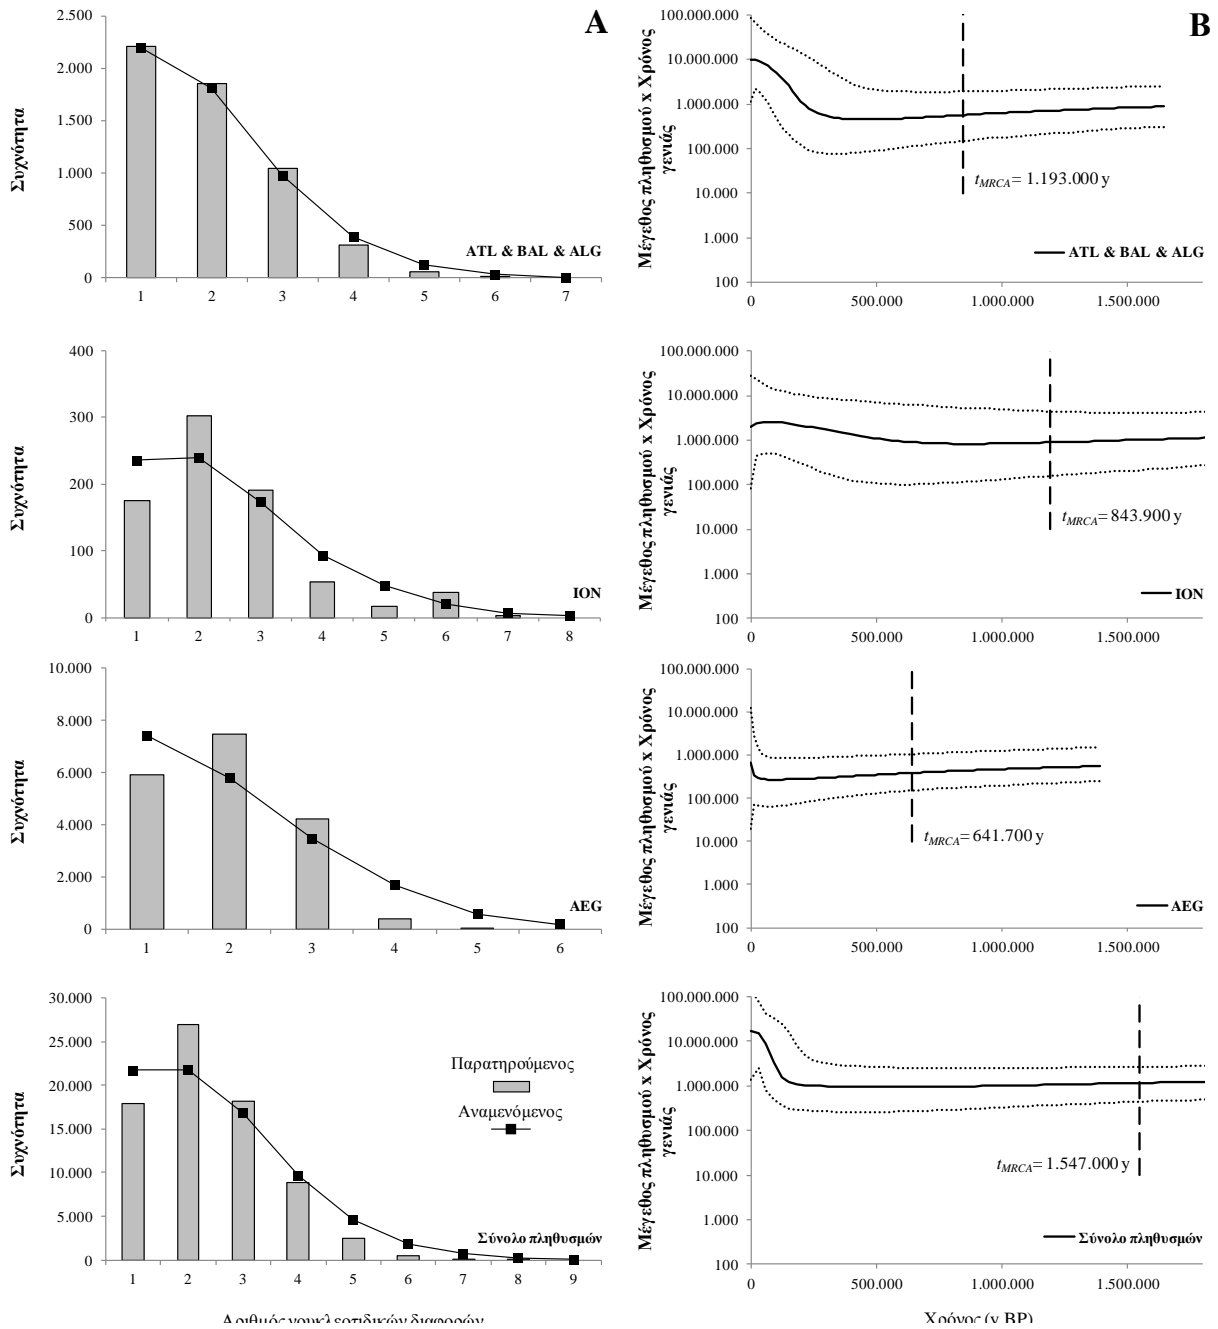 A
Συχνότητα
2.500
2.000
1.500
1.000
500
0
1 2 3 4 5 6 7
ATL & BAL & ALG
B
Μέγεθος πληθυσμού x Χρόνος
γενιάς
100.000.000
10.000.000
1.000.000
100.000
10.000
1.000
100
0 500.000 1.000.000 1.500.000
tMRCA= 1.193.000 y
ATL & BAL & ALG
Συχνότητα
400
300
200
100
0
1 2 3 4 5 6 7 8
ION
Μέγεθος πληθυσμού x Χρόνος
γενιάς
100.000.000
10.000.000
1.000.000
100.000
10.000
1.000
100
0 500.000 1.000.000 1.500.000
tMRCA= 843.900 y
ION
Συχνότητα
10.000
8.000
6.000
4.000
2.000
0
1 2 3 4 5 6
AEG
Μέγεθος πληθυσμού x Χρόνος
γενιάς
100.000.000
10.000.000
1.000.000
100.000
10.000
1.000
100
0 500.000 1.000.000 1.500.000
tMRCA= 641.700 y
AEG
Συχνότητα
30.000
25.000
20.000
15.000
10.000
5.000
0
1 2 3 4 5 6 7 8 9
Παρατηρούμενος
Αναμενόμενος
Σύνολο πληθυσμών
Αριθμός νουκλεοτιδικών διαφορών
Μέγεθος πληθυσμού x Χρόνος
γενιάς
100.000.000
10.000.000
1.000.000
100.000
10.000
1.000
100
0 500.000 1.000.000 1.500.000
tMRCA= 1.547.000 y
Σύνολο πληθυσμών
Χρόνος (y BP)